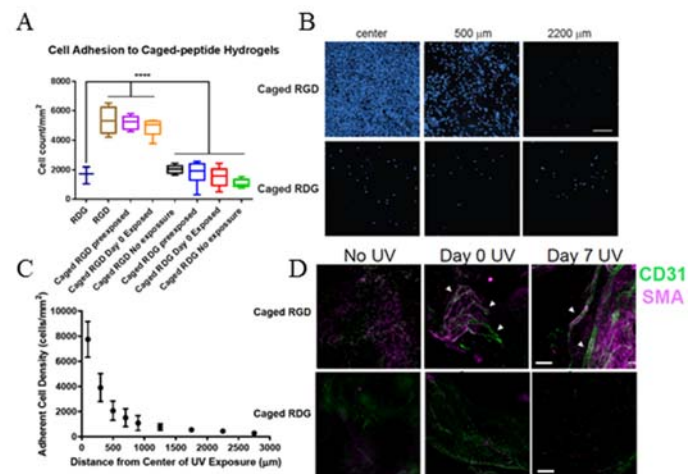 A
Cell Adhesion to Caged-peptide Hydrogels
****
Cell count/mm²
8000
6000
4000
2000
0
RDG
RGD
Caged RGD preexposed
Caged RGD Day 0 Exposed
Caged RGD No exposure
Caged RDG preexposed
Caged RDG Day 0 Exposed
Caged RDG No exposure
B
center 500 μm 2200 μm
Caged RGD
Caged RDG
C
Adherent Cell Density (cells/mm²)
10000
8000
6000
4000
2000
0
0 500 1000 1500 2000 2500 3000
Distance from Center of UV Exposure (μm)
D
No UV Day 0 UV Day 7 UV
CD31
SMA
Caged RGD
Caged RDG